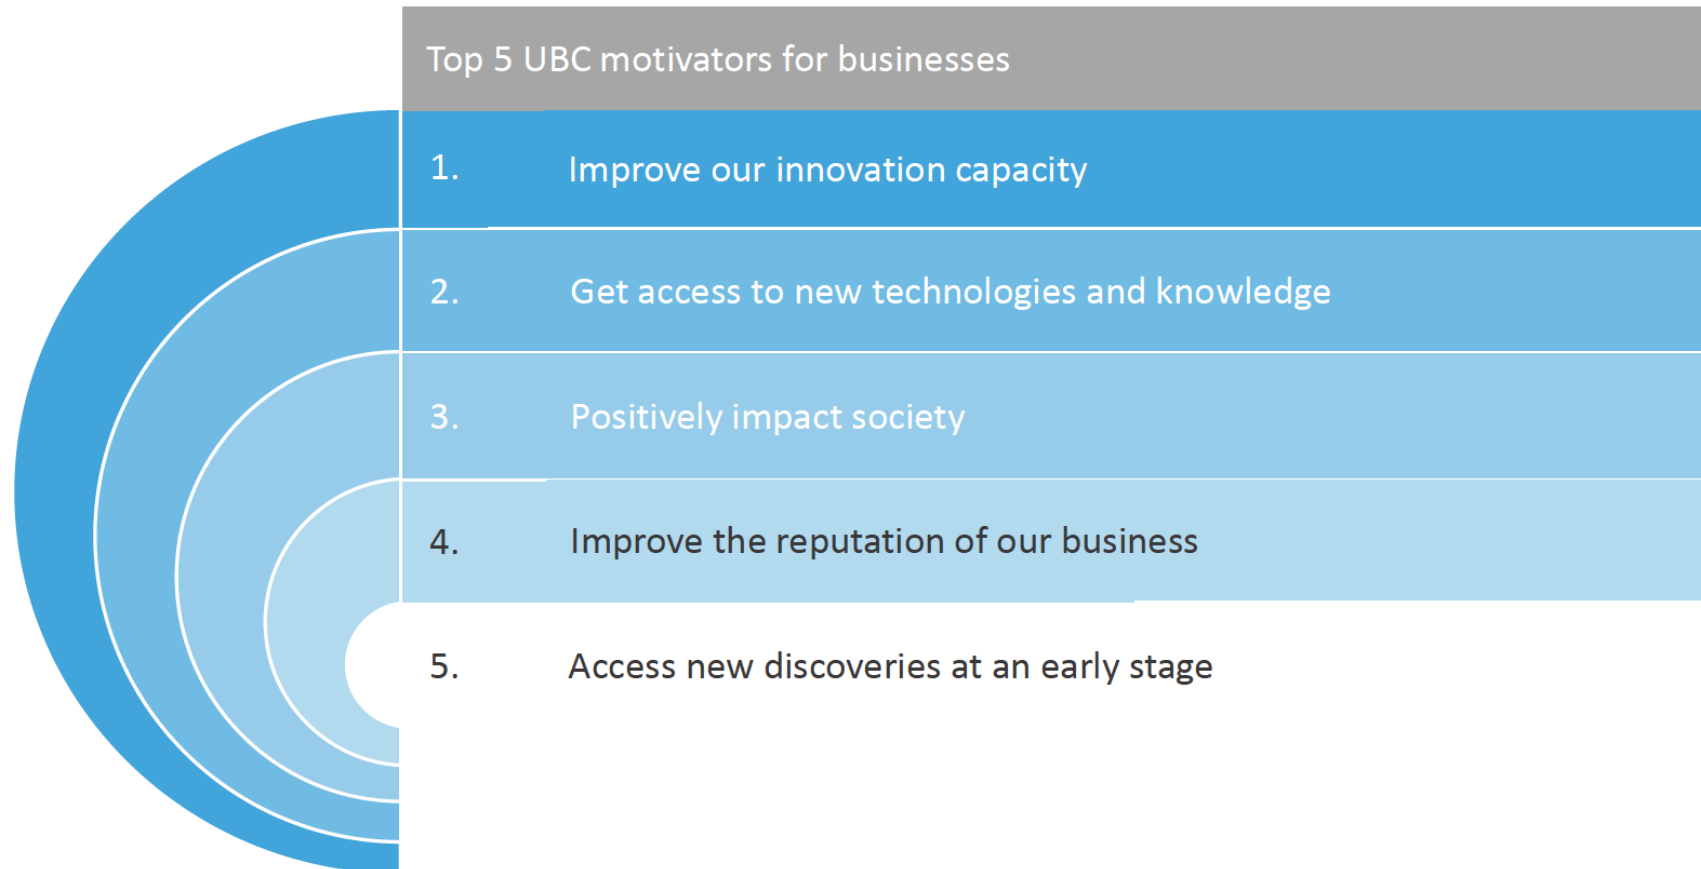 Top 5 UBC motivators for businesses
1. Improve our innovation capacity
2. Get access to new technologies and knowledge
3. Positively impact society
4. Improve the reputation of our business
5. Access new discoveries at an early stage